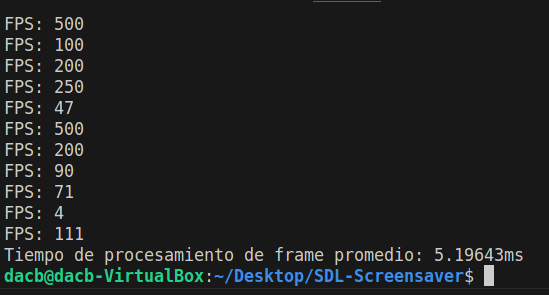 FPS: 500
FPS: 100
FPS: 200
FPS: 250
FPS: 47
FPS: 500
FPS: 200
FPS: 90
FPS: 71
FPS: 4
FPS: 111
Tiempo de procesamiento de frame promedio: 5.19643ms
dacb@dacb-VirtualBox:~/Desktop/SDL-Screensaver$